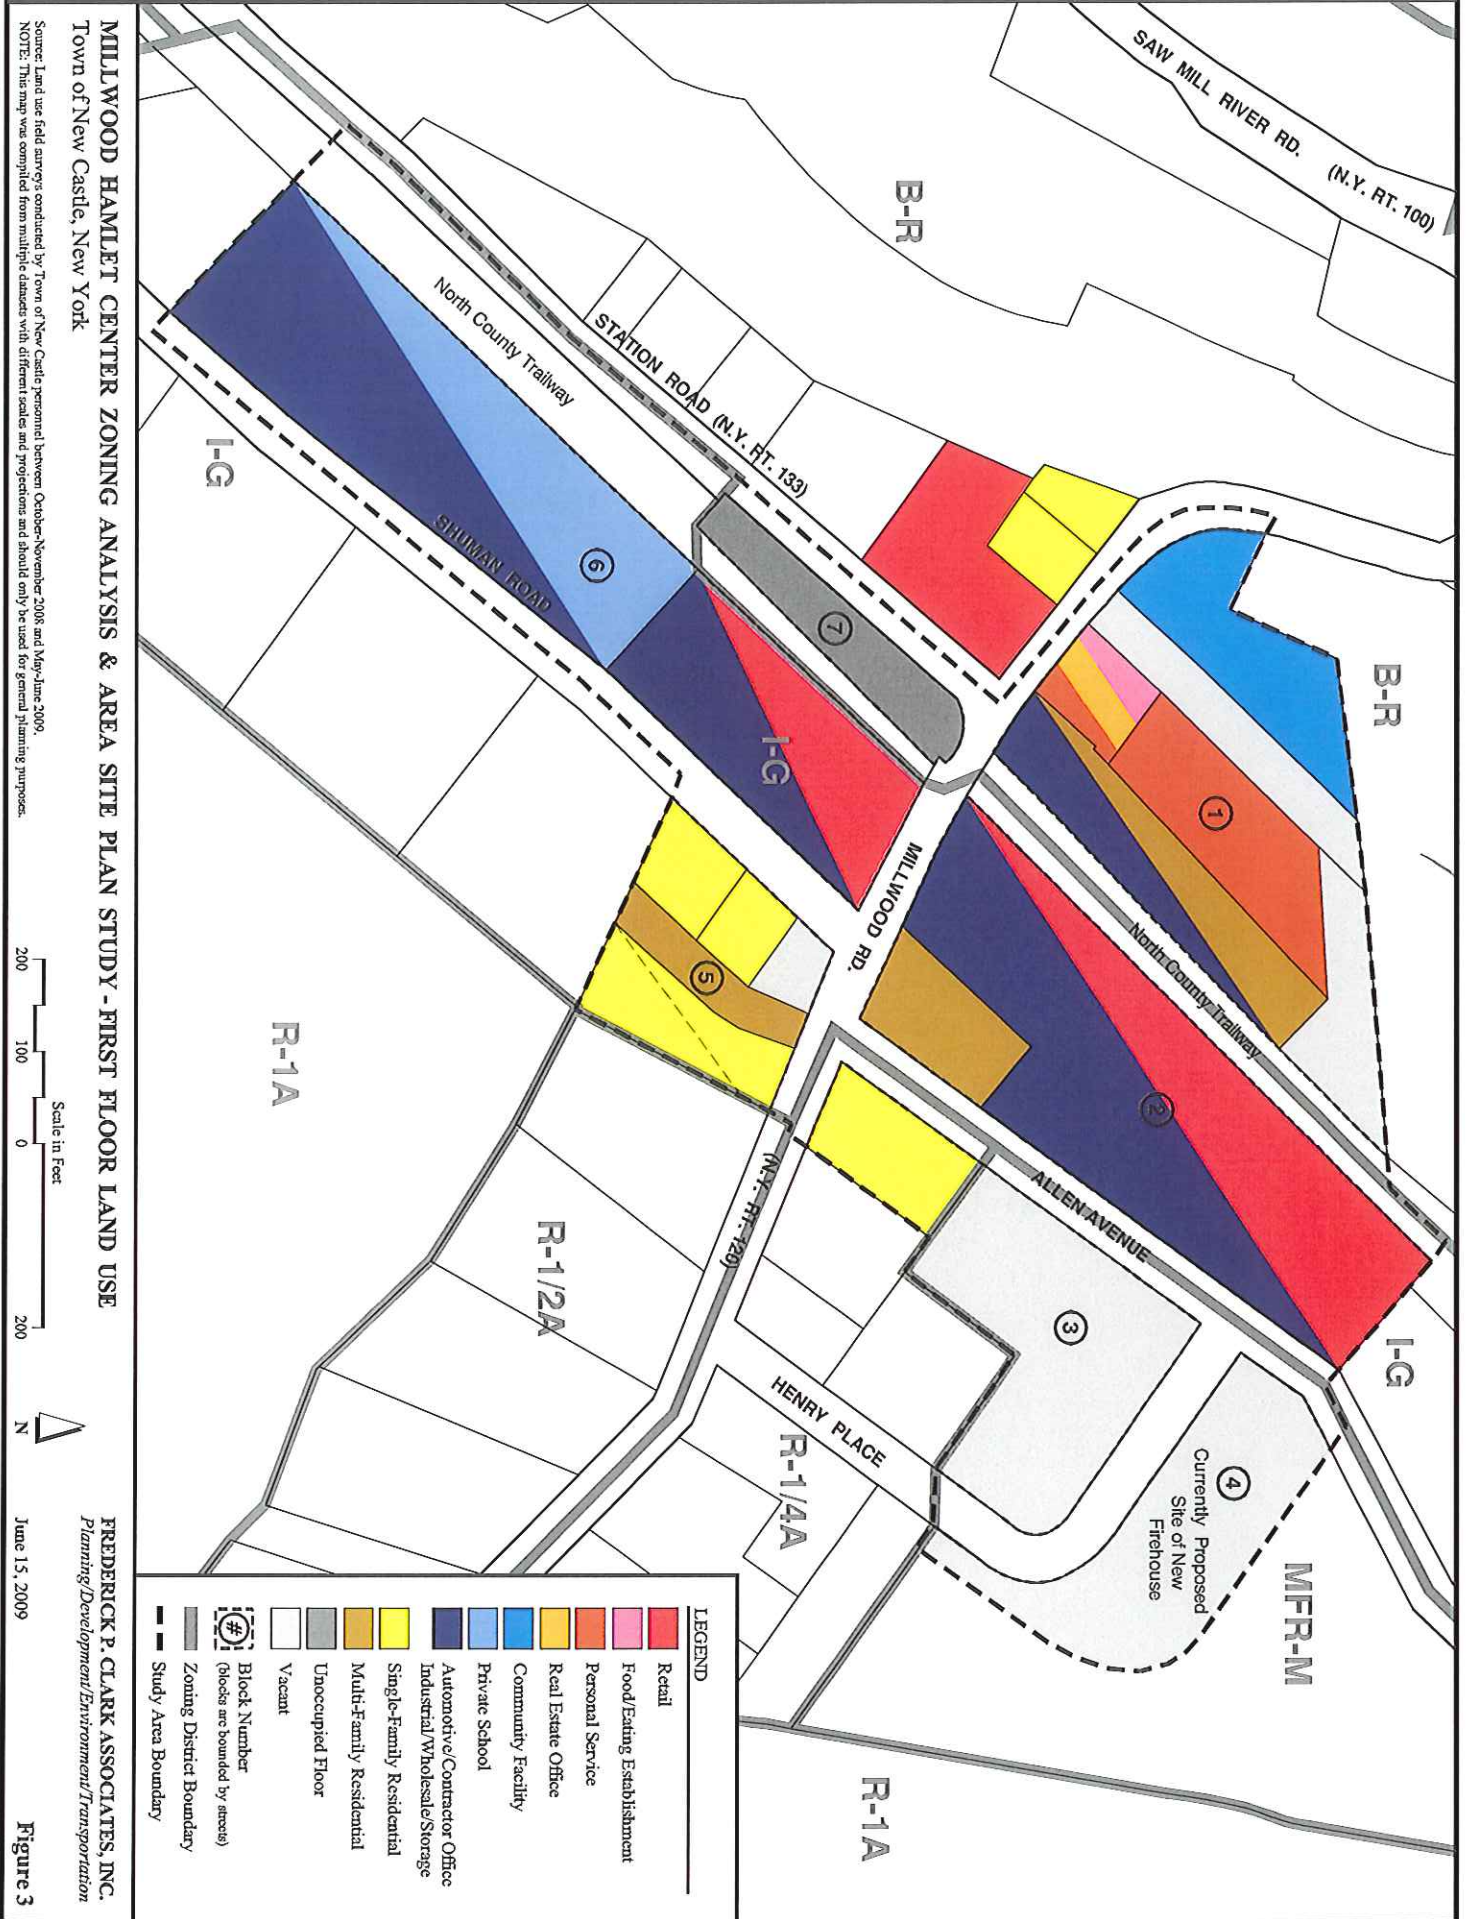 SAW MILL RIVER RD. (N.Y. RT. 100)
B-R
B-R
STATION ROAD (N.Y. RT. 133)
North County Trailway
North County Trailway
SHUMAN ROAD
I-G
I-G
I-G
MILLWOOD RD.
(N.Y. RT. 120)
ALLEN AVENUE
HENRY PLACE
1
2
3
4
5
6
7
Currently Proposed
Site of New
Firehouse
MFR-M
R-1A
R-1/2A
R-1/4A
R-1A
LEGEND
Retail
Food/Eating Establishment
Personal Service
Real Estate Office
Community Facility
Private School
Automotive/Contractor Office
Industrial/Wholesale/Storage
Single-Family Residential
Multi-Family Residential
Unoccupied Floor
Vacant
# Block Number
(blocks are bounded by streets)
Zoning District Boundary
Study Area Boundary
MILLWOOD HAMLET CENTER ZONING ANALYSIS & AREA SITE PLAN STUDY - FIRST FLOOR LAND USE
Town of New Castle, New York
Source: Land use field surveys conducted by Town of New Castle personnel between October-November 2008 and May-June 2009.
NOTE: This map was compiled from multiple datasets with different scales and projections and should only be used for general planning purposes.
Scale in Feet
200 100 0 200
N
FREDERICK P. CLARK ASSOCIATES, INC.
Planning/Development/Environment/Transportation
June 15, 2009
Figure 3